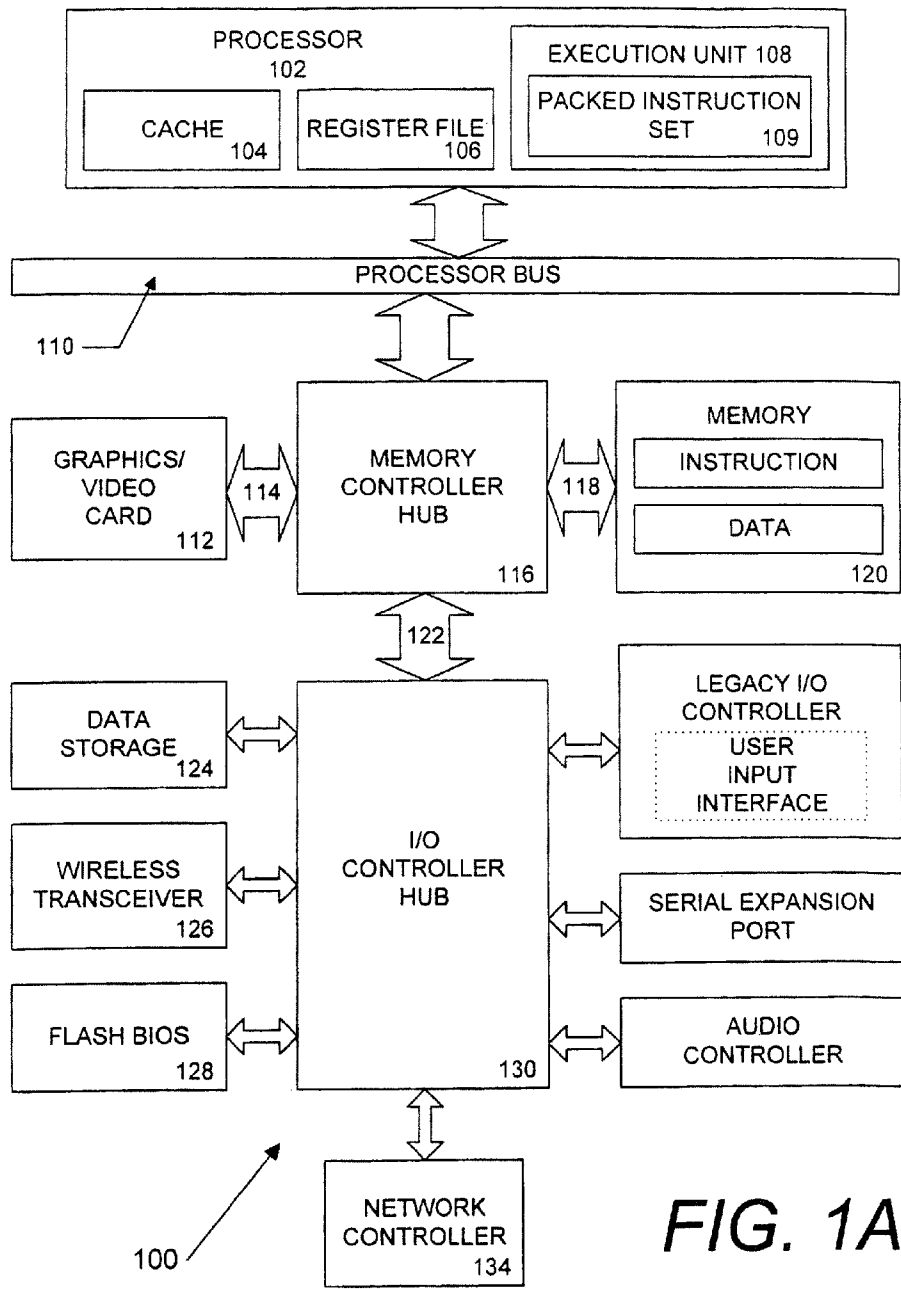 PROCESSOR
102
CACHE
104
REGISTER FILE
106
EXECUTION UNIT 108
PACKED INSTRUCTION
SET
109
PROCESSOR BUS
110
GRAPHICS/
VIDEO
CARD
112
114
MEMORY
CONTROLLER
HUB
116
118
MEMORY
INSTRUCTION
DATA
120
122
DATA
STORAGE
124
WIRELESS
TRANSCEIVER
126
FLASH BIOS
128
I/O
CONTROLLER
HUB
130
LEGACY I/O
CONTROLLER
USER
INPUT
INTERFACE
SERIAL EXPANSION
PORT
AUDIO
CONTROLLER
NETWORK
CONTROLLER
134
100
FIG. 1A